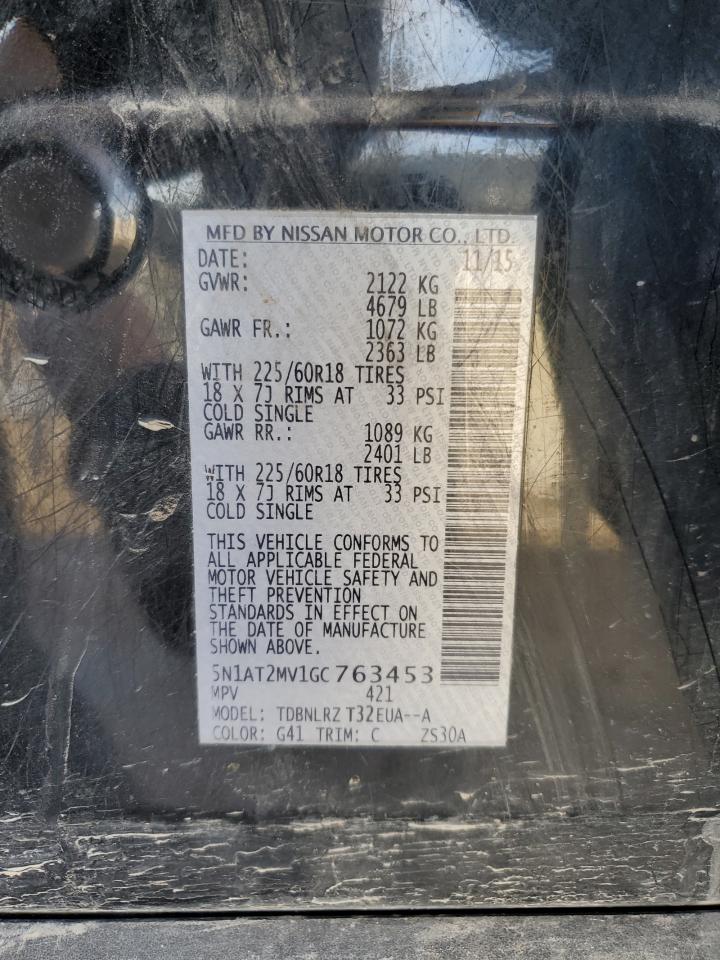 MFD BY NISSAN MOTOR CO., LTD.
DATE: 11/15
GVWR: 2122 KG
4679 LB
GAWR FR.: 1072 KG
2363 LB
WITH 225/60R18 TIRES
18 X 7J RIMS AT 33 PSI
COLD SINGLE
GAWR RR.: 1089 KG
2401 LB
WITH 225/60R18 TIRES
18 X 7J RIMS AT 33 PSI
COLD SINGLE
THIS VEHICLE CONFORMS TO
ALL APPLICABLE FEDERAL
MOTOR VEHICLE SAFETY AND
THEFT PREVENTION
STANDARDS IN EFFECT ON
THE DATE OF MANUFACTURE
SHOWN ABOVE.
5N1AT2MV1GC763453
MPV 421
MODEL: TDBNLRZ T32EUA--A
COLOR: G41 TRIM: C ZS30A